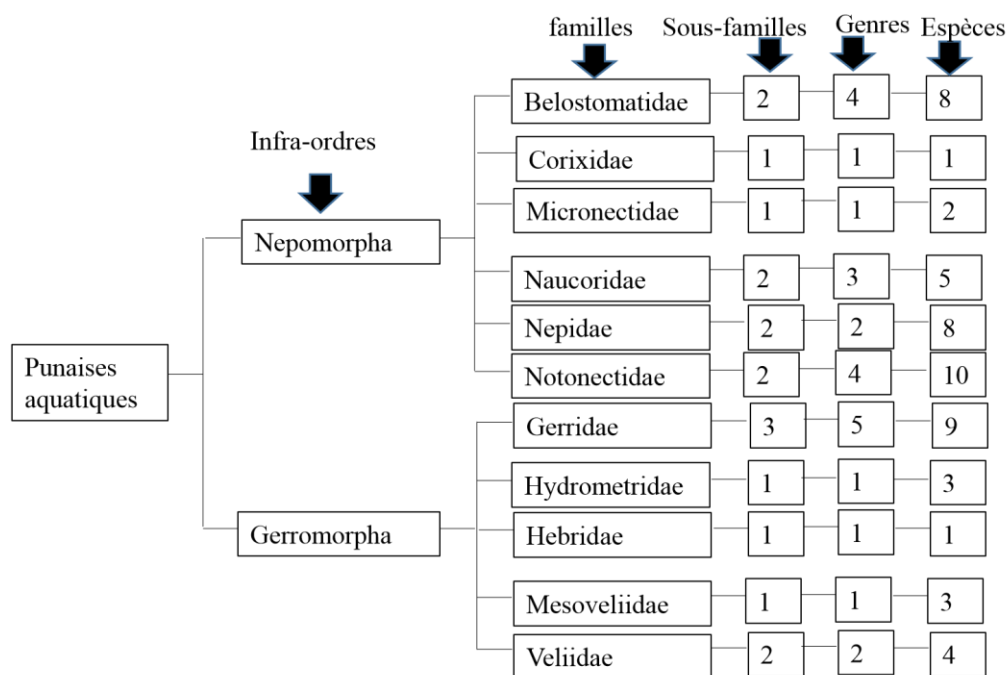 familles Sous-familles Genres Espèces
Belostomatidae 2 4 8
Infra-ordres
Corixidae 1 1 1
Micronectidae 1 1 2
Nepomorpha
Naucoridae 2 3 5
Nepidae 2 2 8
Punaises
aquatiques
Notonectidae 2 4 10
Gerridae 3 5 9
Hydrometridae 1 1 3
Gerromorpha
Hebridae 1 1 1
Mesoveliidae 1 1 3
Veliidae 2 2 4